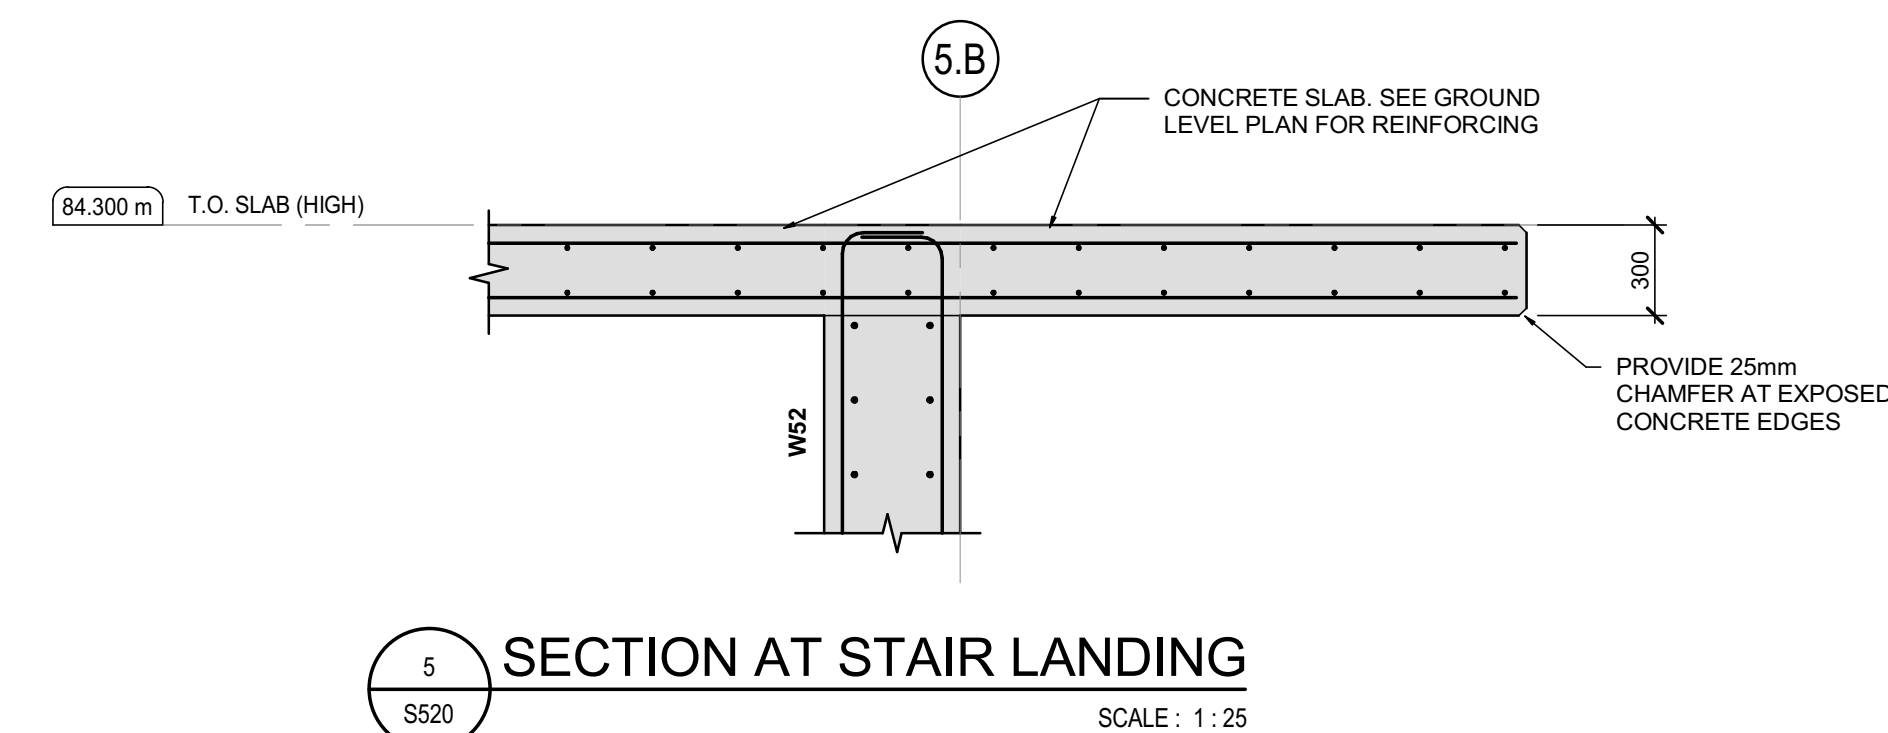 5.B
CONCRETE SLAB. SEE GROUND
LEVEL PLAN FOR REINFORCING
84.300 m
T.O. SLAB (HIGH)
300
PROVIDE 25mm
CHAMFER AT EXPOSED
CONCRETE EDGES
W52
5
SECTION AT STAIR LANDING
S520
SCALE : 1 : 25